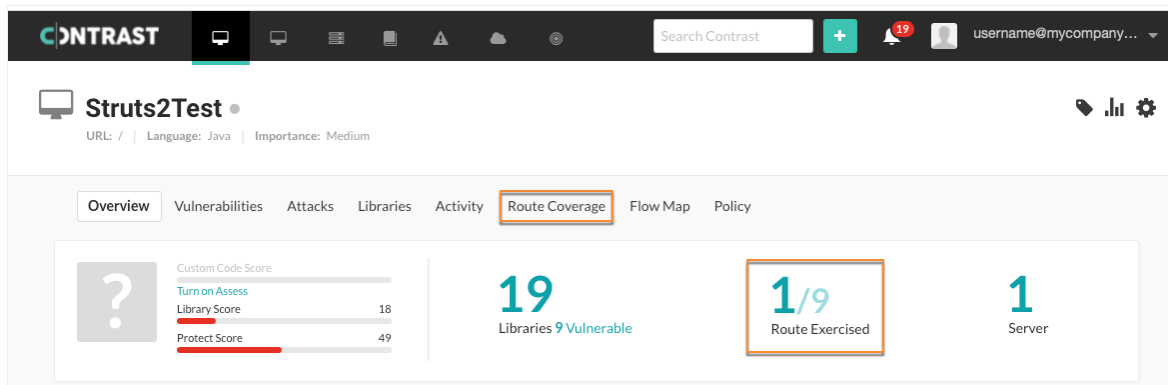 CONTRAST
Search Contrast
+
19
username@mycompany...
Struts2Test
URL: / | Language: Java | Importance: Medium
Overview Vulnerabilities Attacks Libraries Activity Route Coverage Flow Map Policy
?
Custom Code Score
Turn on Assess
Library Score 18
Protect Score 49
19
Libraries 9 Vulnerable
1/9
Route Exercised
1
Server